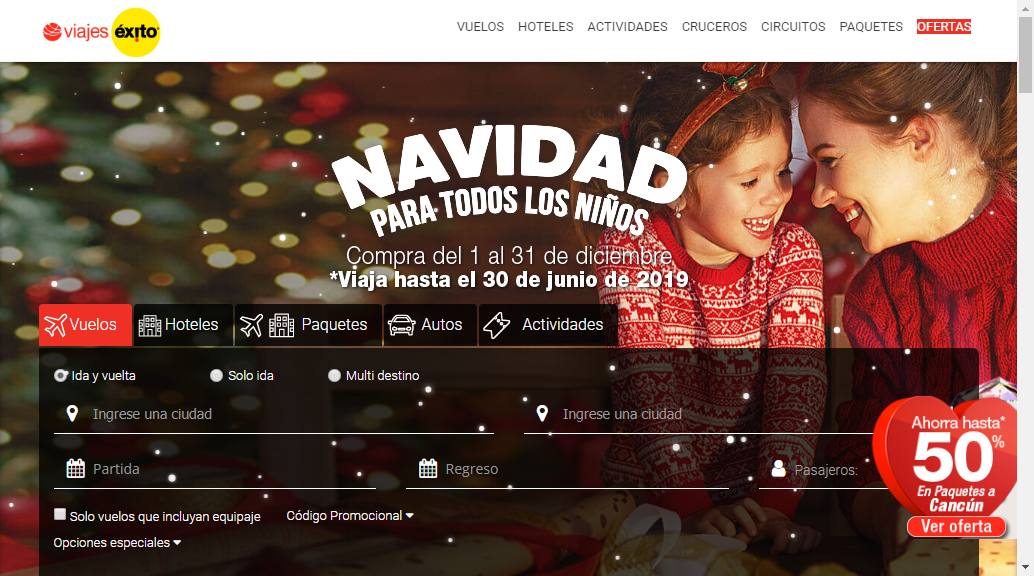 viajes éxito
VUELOS HOTELES ACTIVIDADES CRUCEROS CIRCUITOS PAQUETES OFERTAS
NAVIDAD
PARA TODOS LOS NIÑOS
Compra del 1 al 31 de diciembre
*Viaja hasta el 30 de junio de 2019
Vuelos Hoteles Paquetes Autos Actividades
Ida y vuelta Solo ida Multi destino
Ingrese una ciudad Ingrese una ciudad
Partida Regreso Pasajeros:
Ahorra hasta*
50%
En Paquetes a
Cancún
Ver oferta
Solo vuelos que incluyan equipaje Código Promocional
Opciones especiales